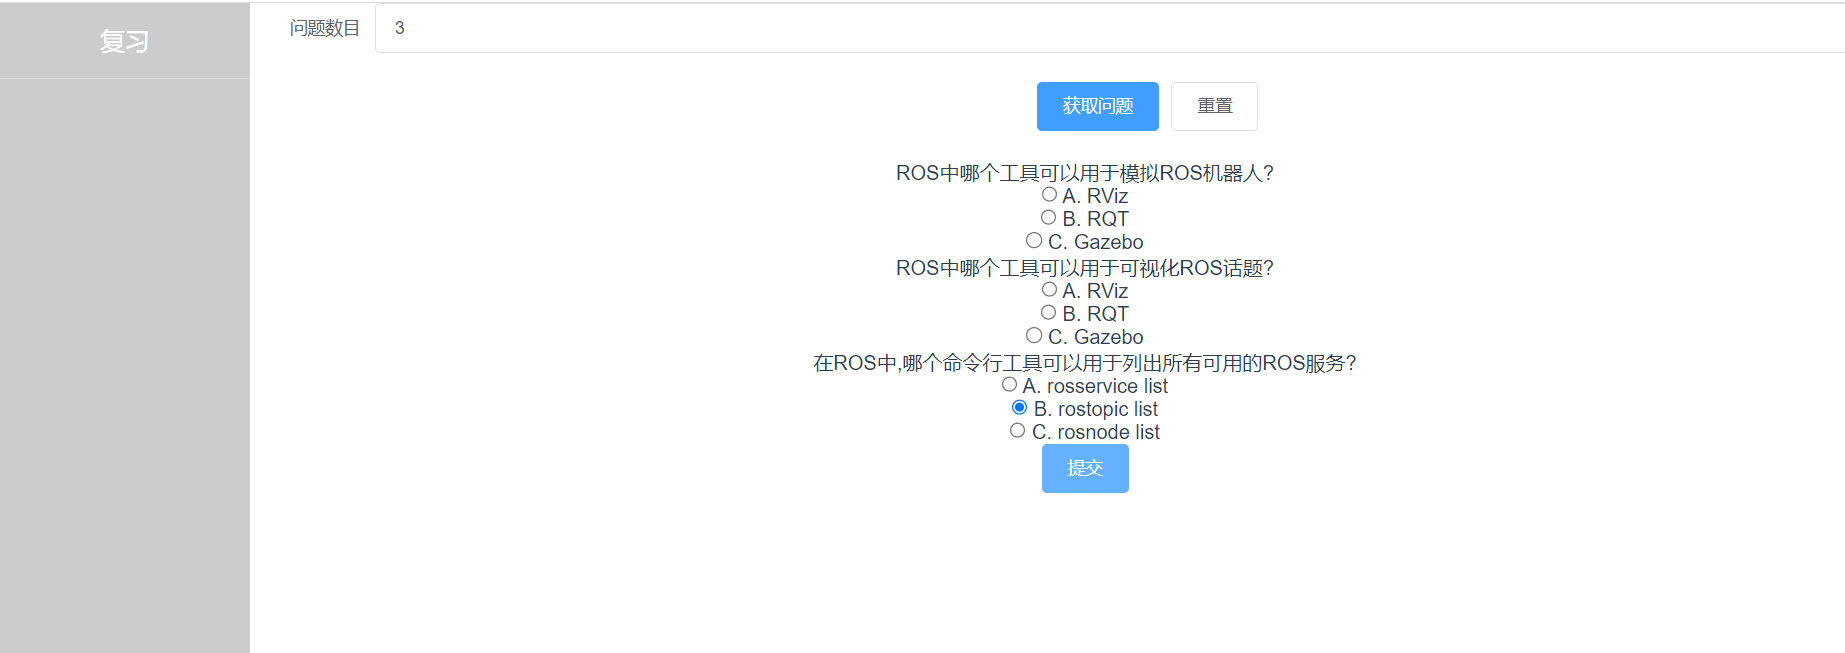 复习
问题数目 3
获取问题 重置
ROS中哪个工具可以用于模拟ROS机器人?
A. RViz
B. RQT
C. Gazebo
ROS中哪个工具可以用于可视化ROS话题?
A. RViz
B. RQT
C. Gazebo
在ROS中,哪个命令行工具可以用于列出所有可用的ROS服务?
A. rosservice list
B. rostopic list
C. rosnode list
提交